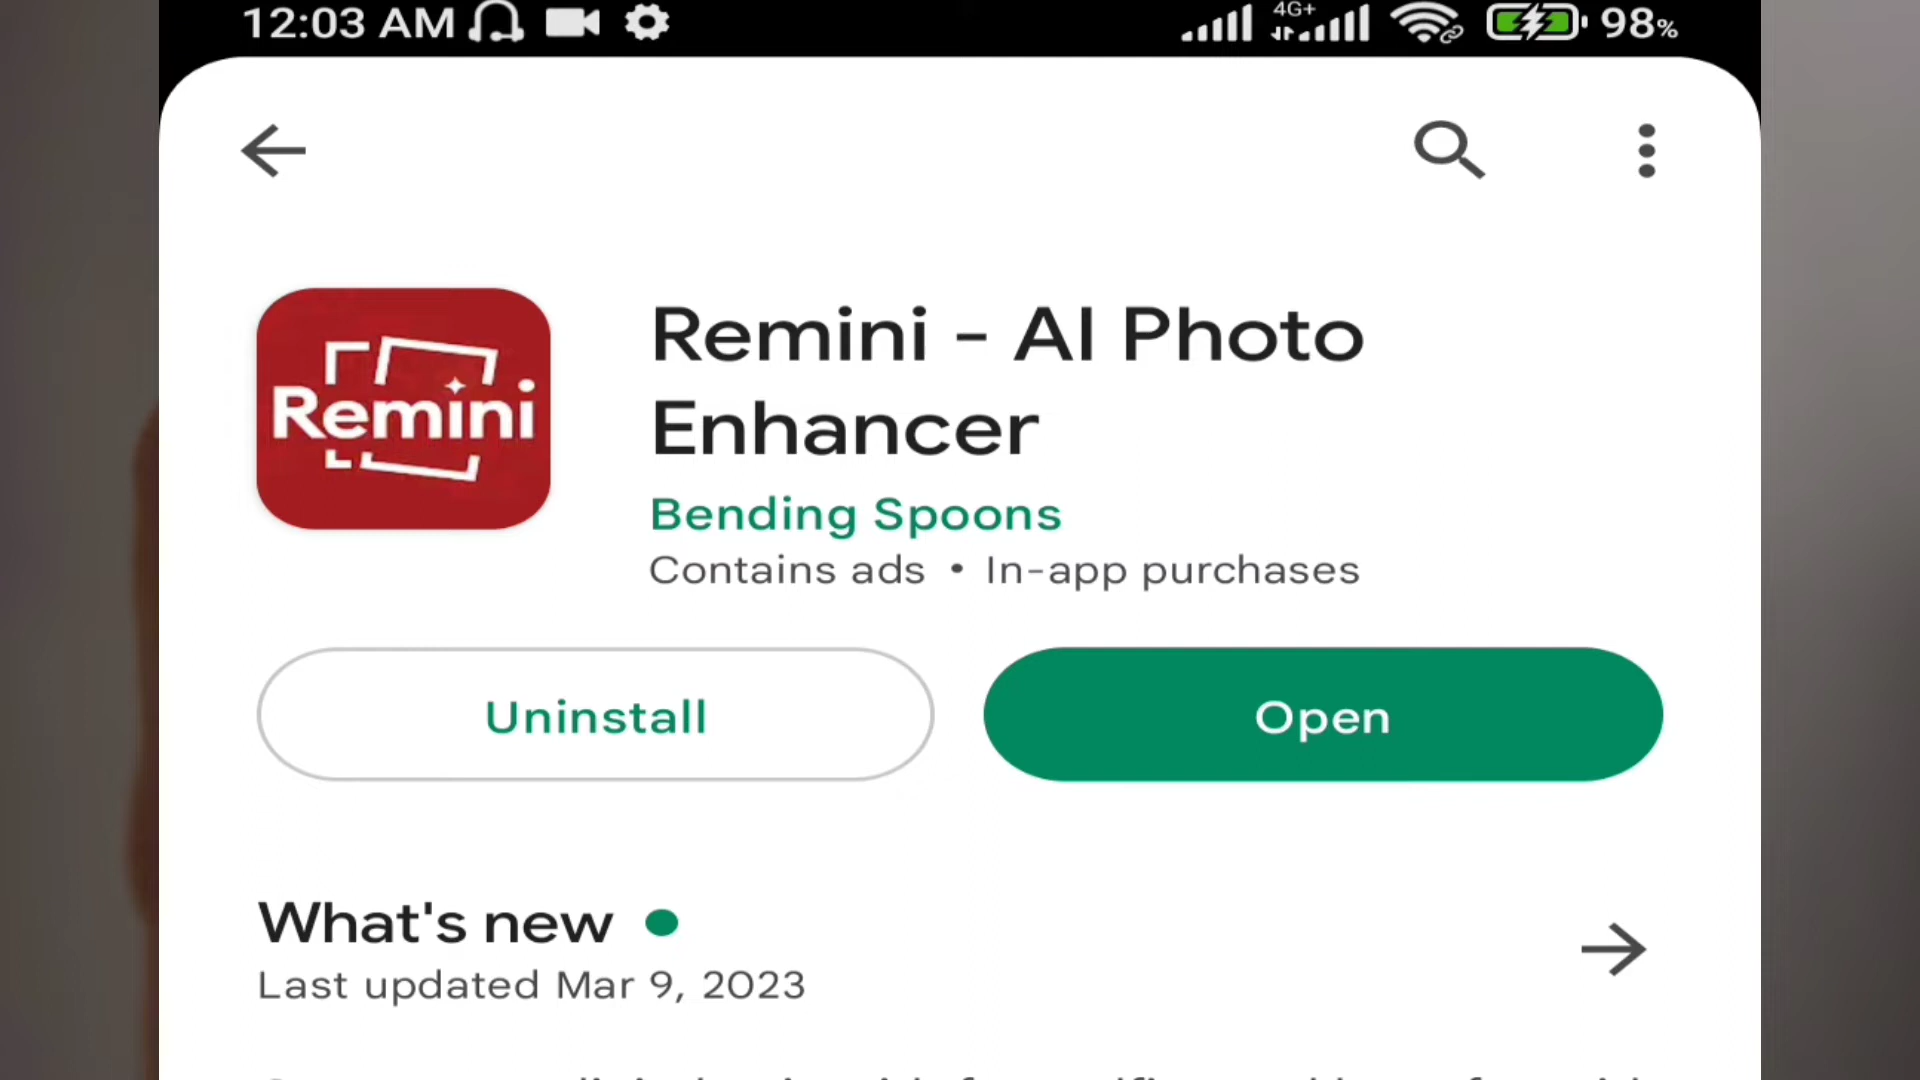 12:03 AM 4G+ 98%
Remini
Remini - AI Photo
Enhancer
Bending Spoons
Contains ads • In-app purchases
Uninstall
Open
What's new
Last updated Mar 9, 2023